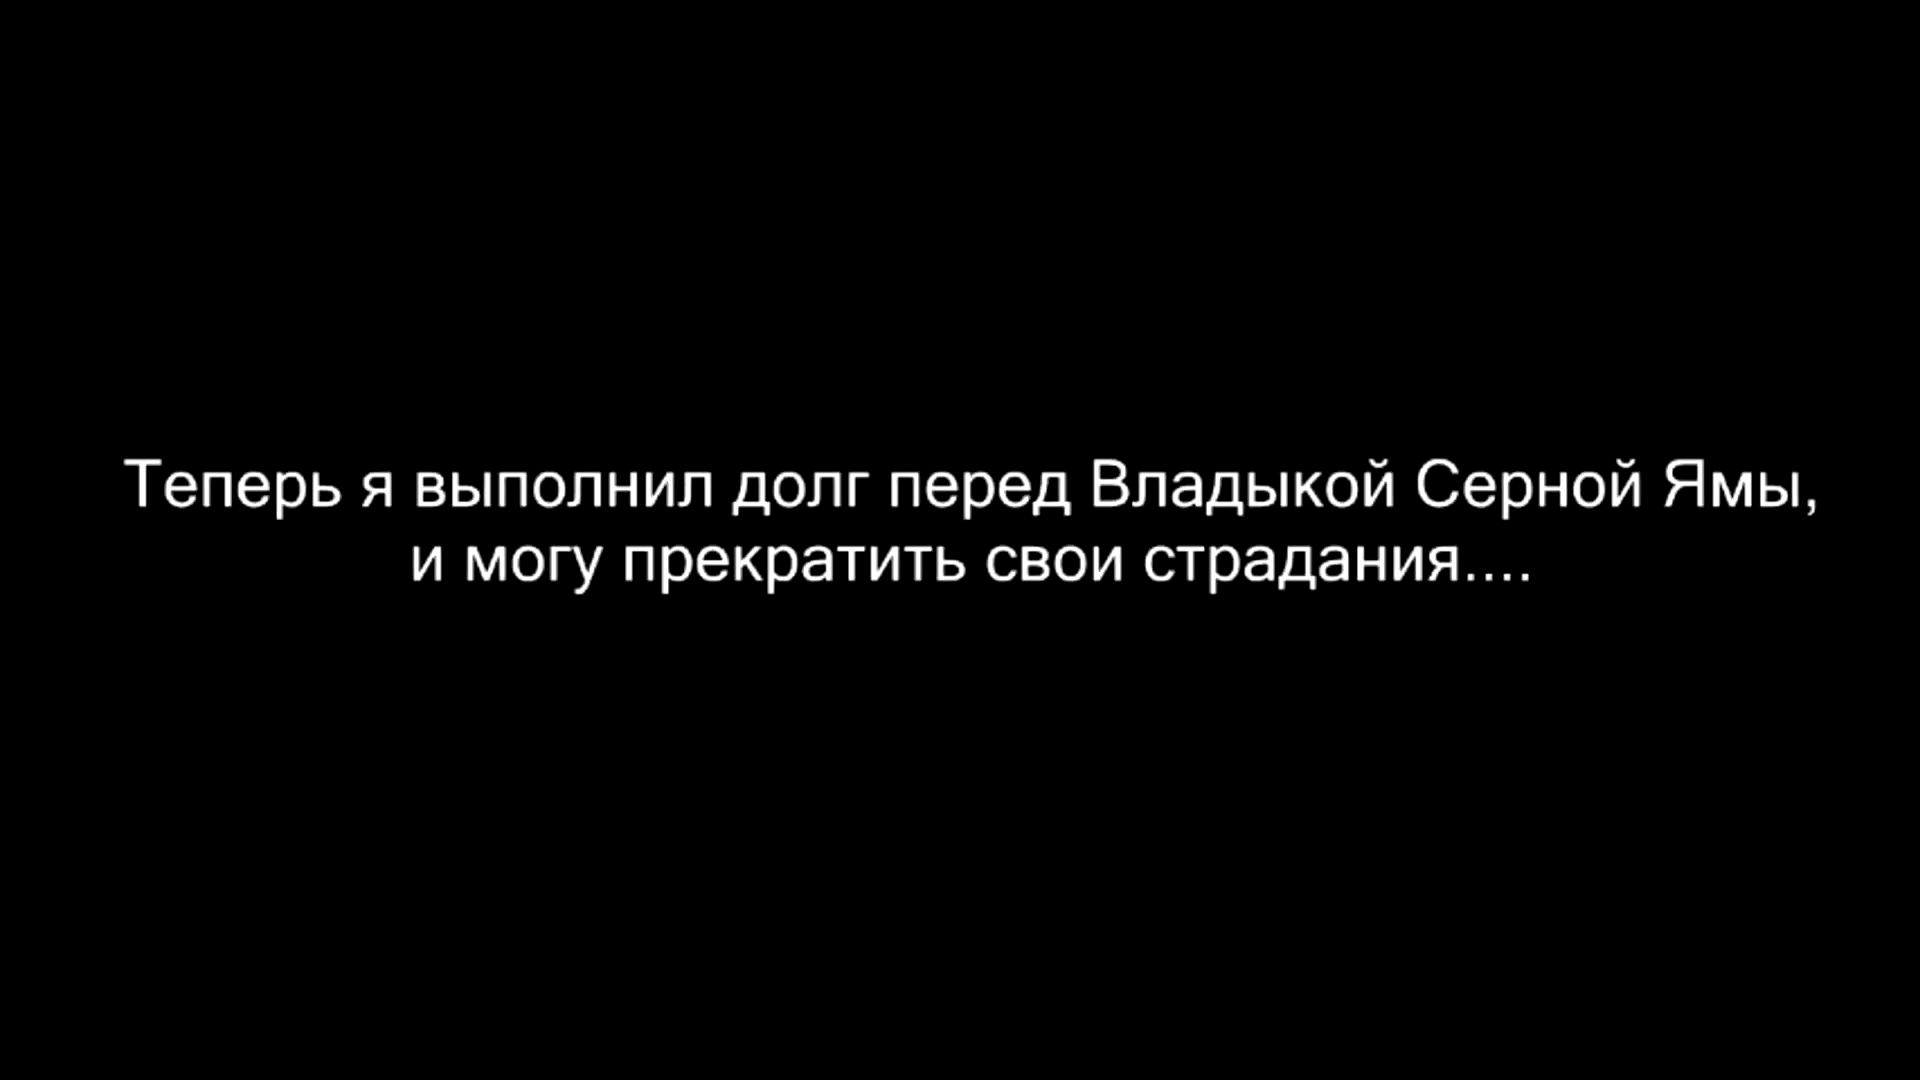 Теперь я выполнил долг перед Владыкой Серной Ямы,
и могу прекратить свои страдания....